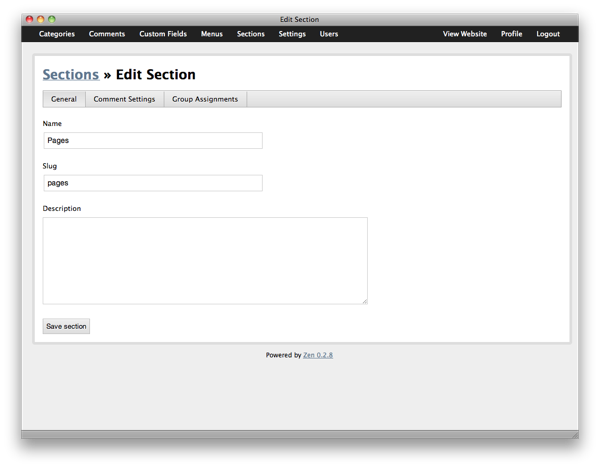 Edit Section
Categories Comments Custom Fields Menus Sections Settings Users View Website Profile Logout
Sections » Edit Section
General Comment Settings Group Assignments
Name
Pages
Slug
pages
Description
Save section
Powered by Zen 0.2.8